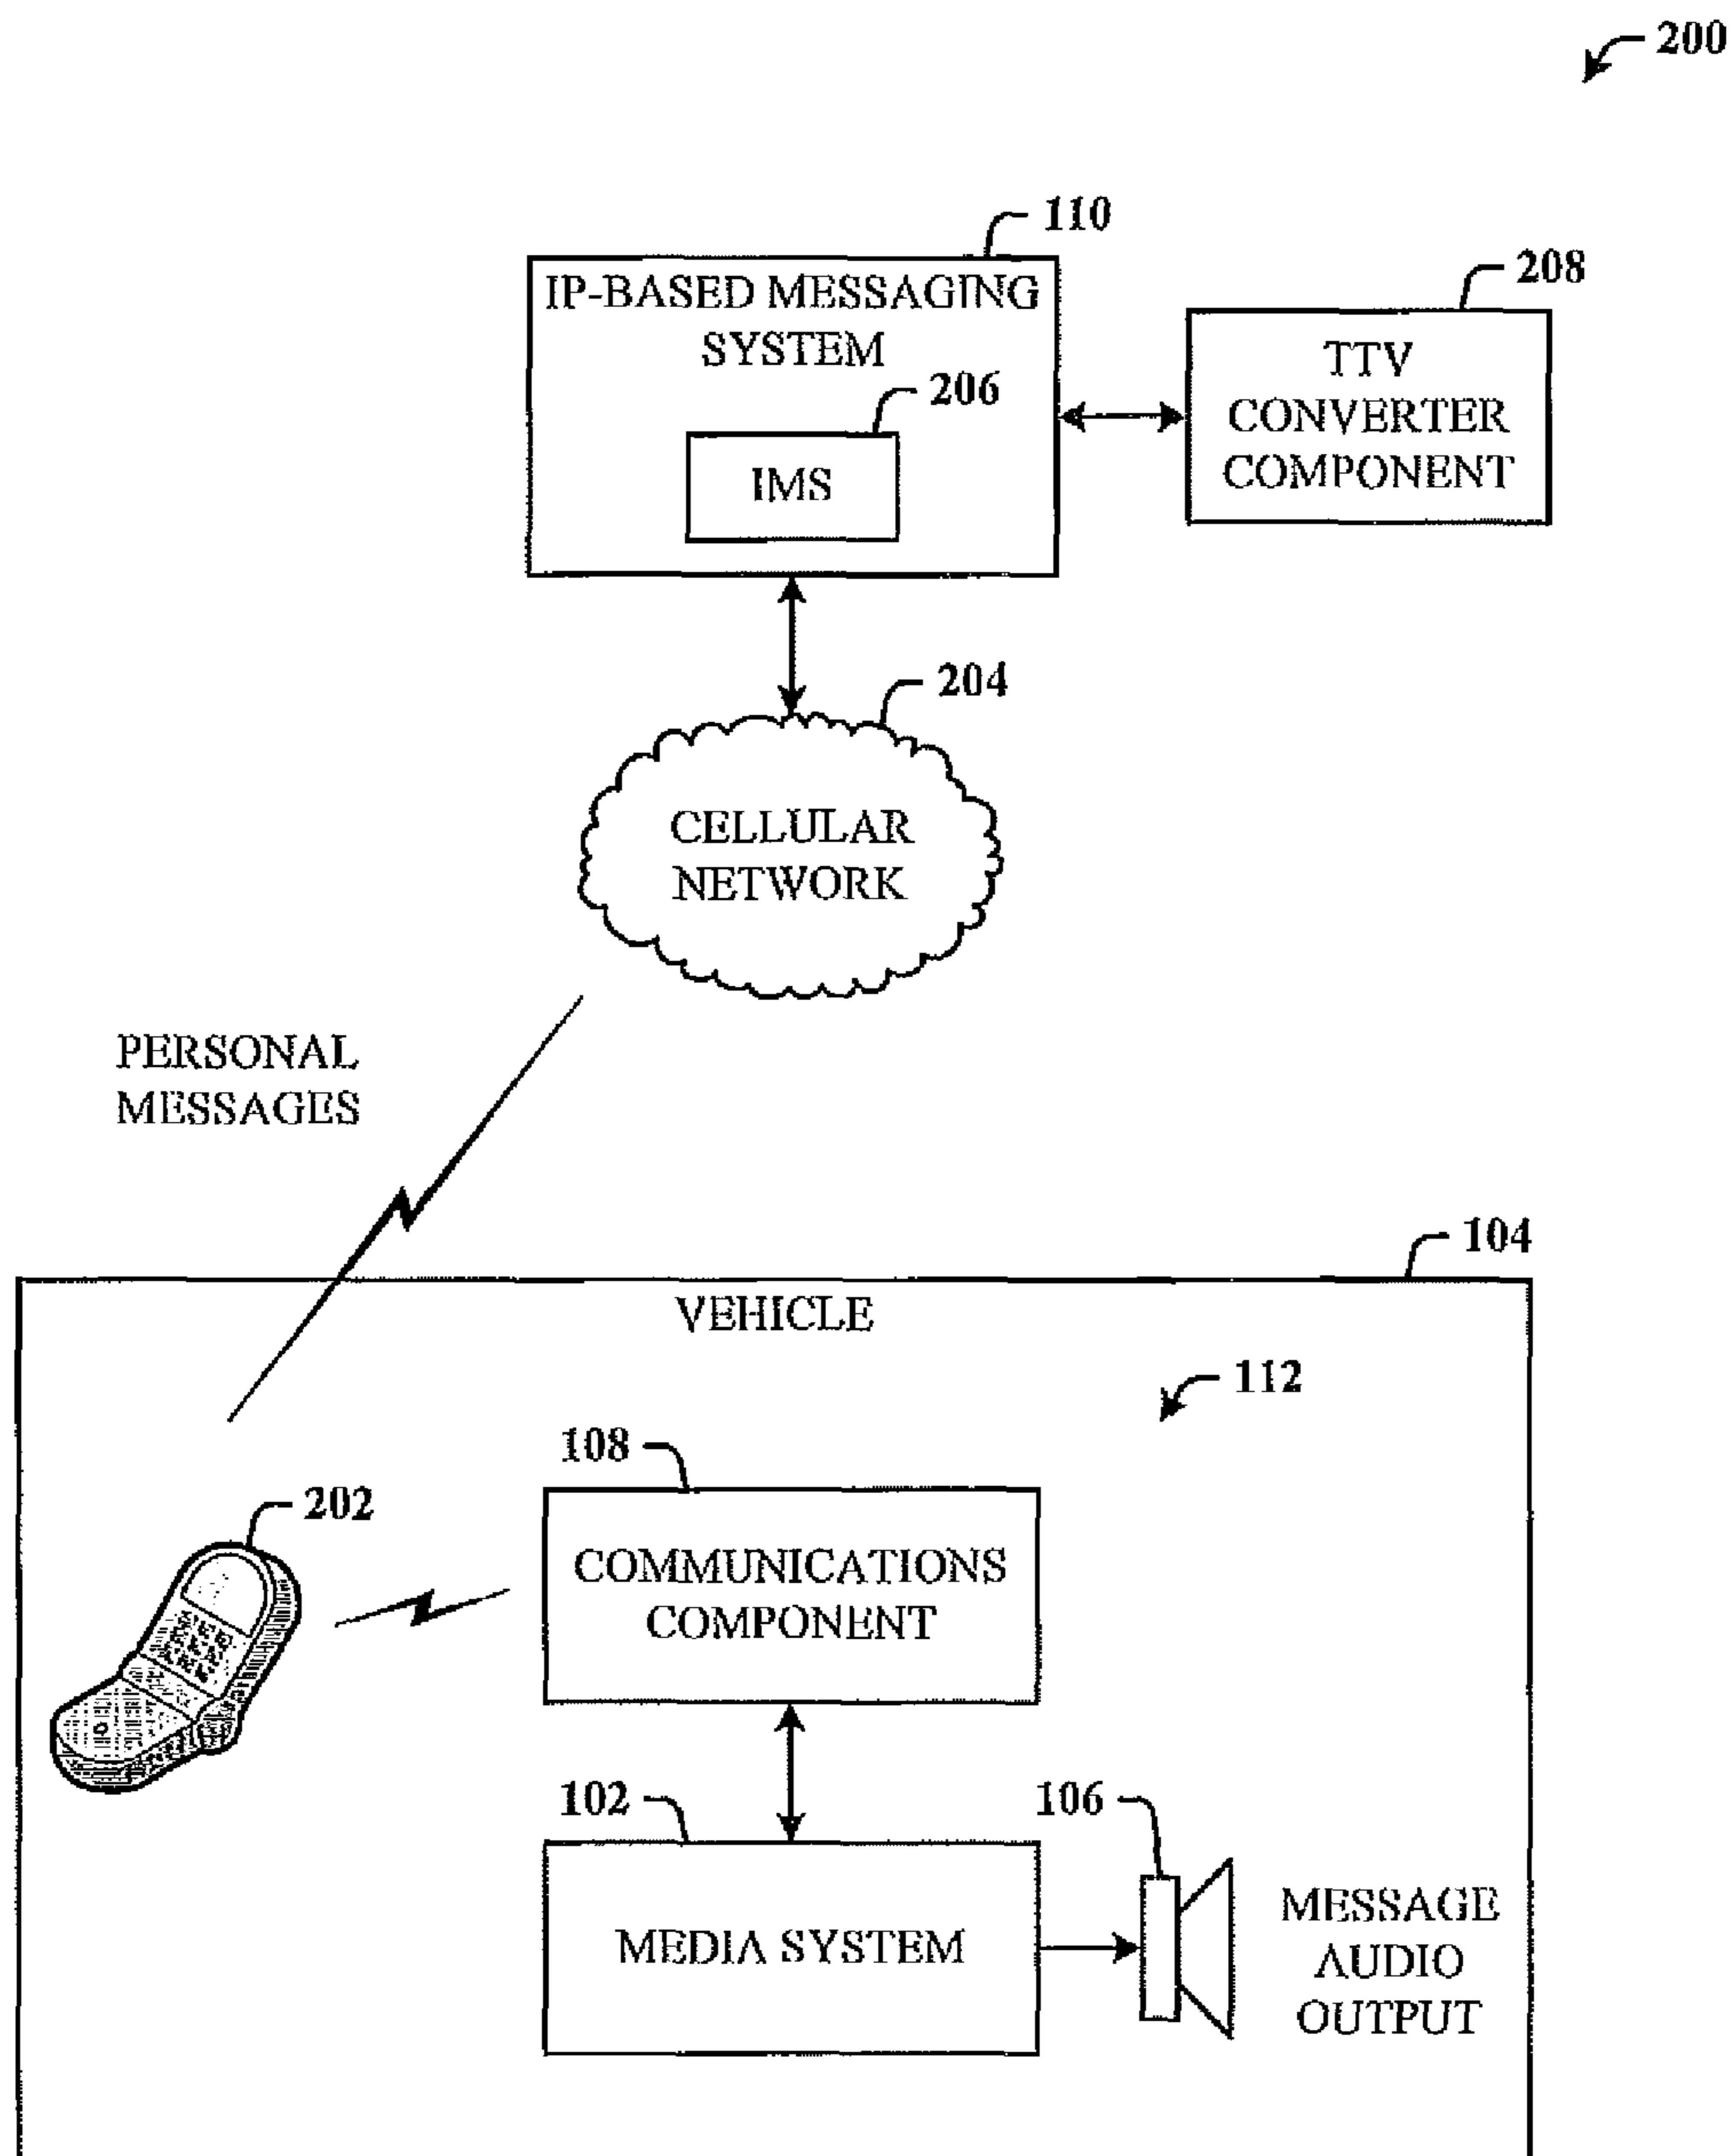 200
110
IP-BASED MESSAGING
SYSTEM
206
IMS
208
TTV
CONVERTER
COMPONENT
204
CELLULAR
NETWORK
PERSONAL
MESSAGES
104
VEHICLE
112
108
COMMUNICATIONS
COMPONENT
202
102
MEDIA SYSTEM
106
MESSAGE
AUDIO
OUTPUT